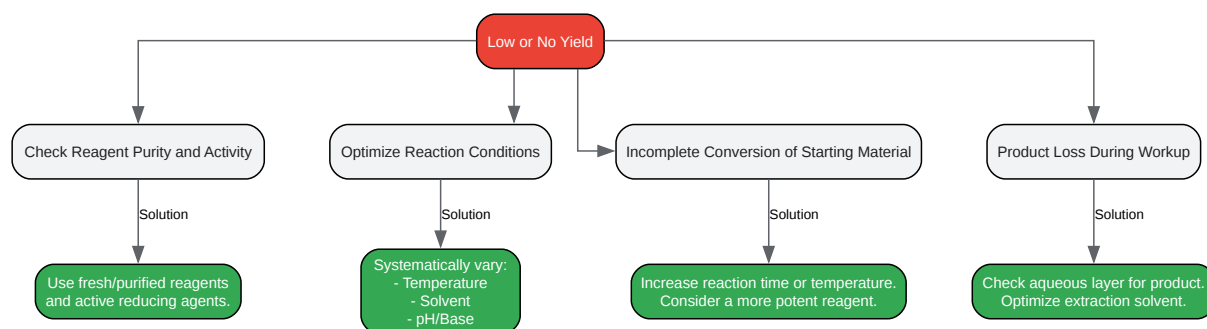 Low or No Yield
Check Reagent Purity and Activity
Optimize Reaction Conditions
Incomplete Conversion of Starting Material
Product Loss During Workup
Solution
Solution
Solution
Solution
Use fresh/purified reagents
and active reducing agents.
Systematically vary:
- Temperature
- Solvent
- pH/Base
Increase reaction time or temperature.
Consider a more potent reagent.
Check aqueous layer for product.
Optimize extraction solvent.